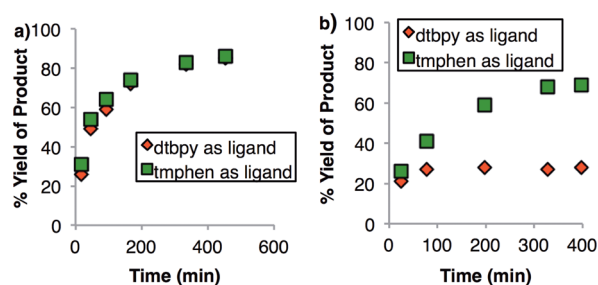 a)
100
80
60
40
20
0
% Yield of Product
dtbpy as ligand
tmphen as ligand
0 200 400 600
Time (min)
b)
100
80
60
40
20
0
% Yield of Product
dtbpy as ligand
tmphen as ligand
0 100 200 300 400
Time (min)